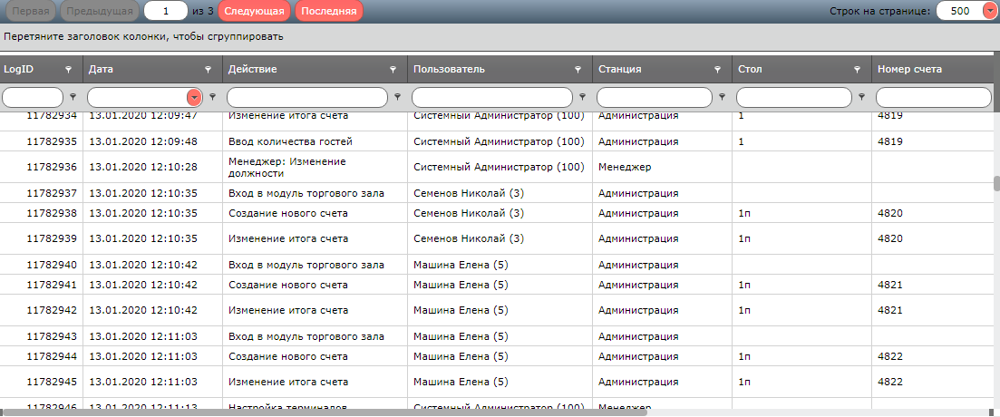 Первая Предыдущая 1 из 3 Следующая Последняя Строк на странице: 500
Перетяните заголовок колонки, чтобы сгруппировать
LogID Дата Действие Пользователь Станция Стол Номер счета
11782934 13.01.2020 12:09:47 Изменение итога счета Системный Администратор (100) Администрация 1 4819
11782935 13.01.2020 12:09:48 Ввод количества гостей Системный Администратор (100) Администрация 1 4819
11782936 13.01.2020 12:10:28 Менеджер: Изменение
должности Системный Администратор (100) Менеджер
11782937 13.01.2020 12:10:35 Вход в модуль торгового зала Семенов Николай (3) Администрация
11782938 13.01.2020 12:10:35 Создание нового счета Семенов Николай (3) Администрация 1п 4820
11782939 13.01.2020 12:10:35 Изменение итога счета Семенов Николай (3) Администрация 1п 4820
11782940 13.01.2020 12:10:42 Вход в модуль торгового зала Машина Елена (5) Администрация
11782941 13.01.2020 12:10:42 Создание нового счета Машина Елена (5) Администрация 1п 4821
11782942 13.01.2020 12:10:42 Изменение итога счета Машина Елена (5) Администрация 1п 4821
11782943 13.01.2020 12:11:03 Вход в модуль торгового зала Машина Елена (5) Администрация
11782944 13.01.2020 12:11:03 Создание нового счета Машина Елена (5) Администрация 1п 4822
11782945 13.01.2020 12:11:03 Изменение итога счета Машина Елена (5) Администрация 1п 4822
11782946 13.01.2020 12:11:13 Настройка терминалов Системный Администратор (100) Менеджер